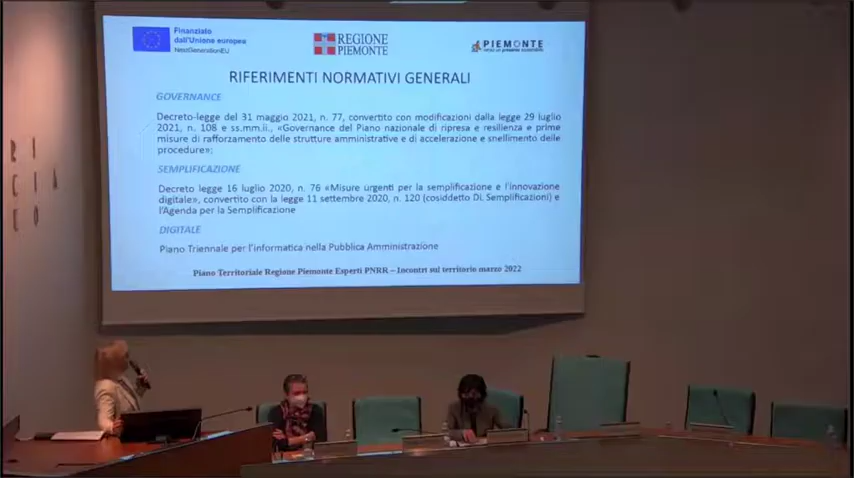 Finanziato
dall'Unione europea
NextGenerationEU
REGIONE
PIEMONTE
PIEMONTE
RIFERIMENTI NORMATIVI GENERALI
GOVERNANCE
Decreto-legge del 31 maggio 2021, n. 77, convertito con modificazioni dalla legge 29 luglio
2021, n. 108 e ss.mm.ii., «Governance del Piano nazionale di ripresa e resilienza e prime
misure di rafforzamento delle strutture amministrative e di accelerazione e snellimento delle
procedure»;
SEMPLIFICAZIONE
Decreto legge 16 luglio 2020, n. 76 «Misure urgenti per la semplificazione e l'innovazione
digitale», convertito con la legge 11 settembre 2020, n. 120 (cosiddetto DL Semplificazioni) e
l'Agenda per la Semplificazione
DIGITALE
Piano Triennale per l'informatica nella Pubblica Amministrazione
Piano Territoriale Regione Piemonte Esperti PNRR – Incontri sul territorio marzo 2022